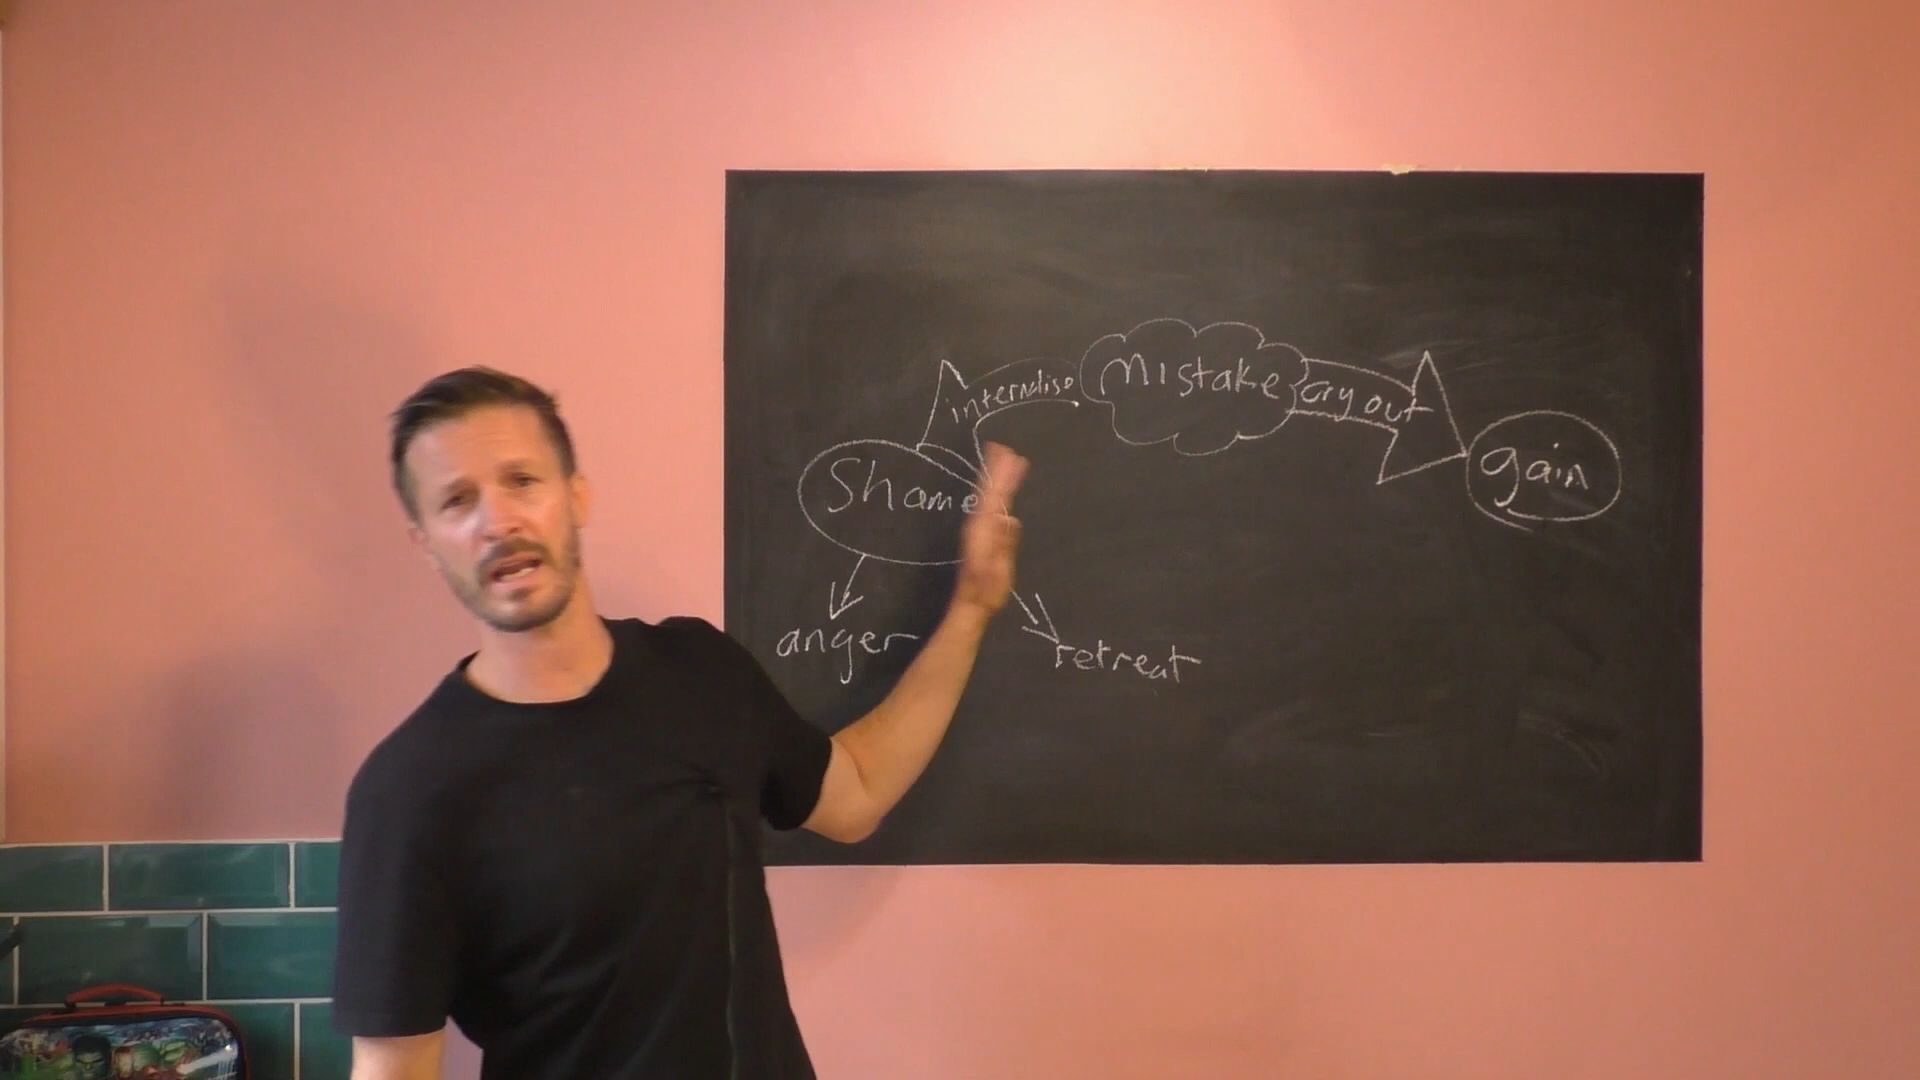 internalise
mistake
cry out
Shame
gain
anger
retreat